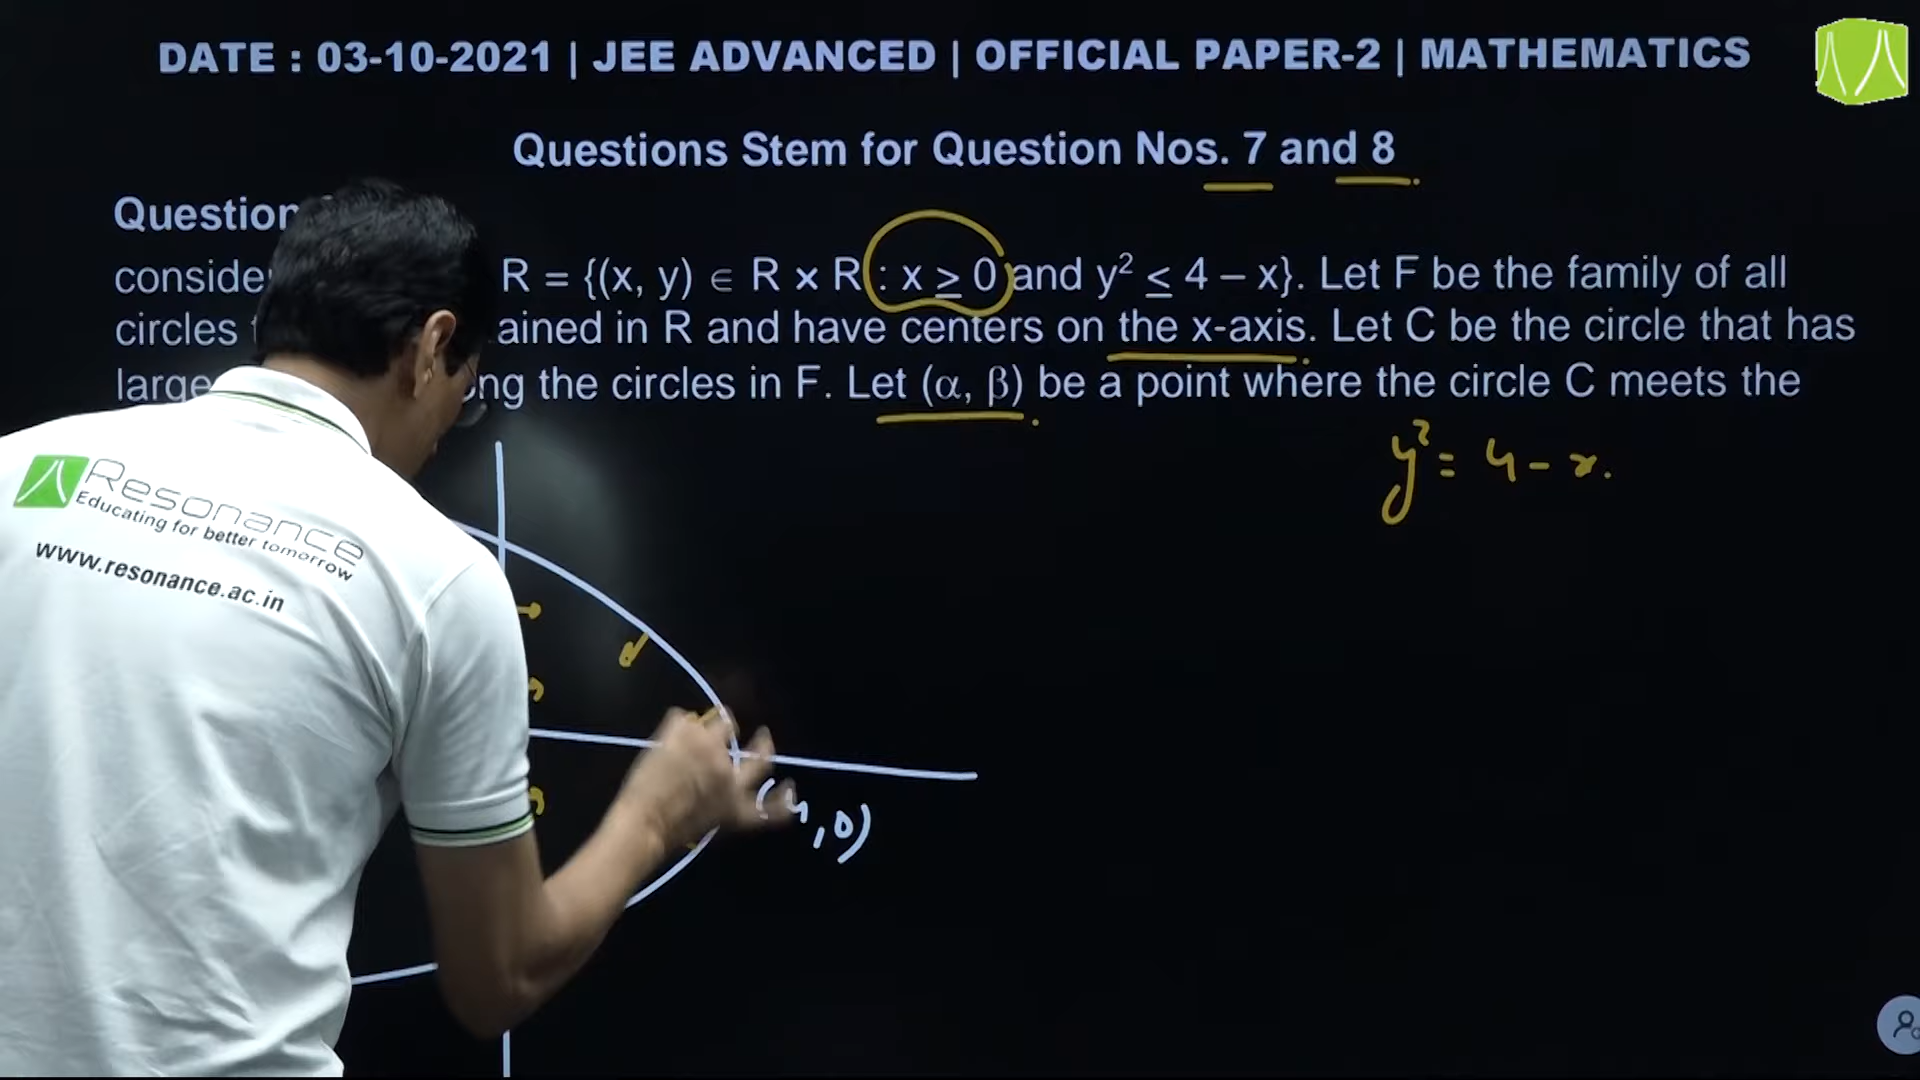 DATE : 03-10-2021 | JEE ADVANCED | OFFICIAL PAPER-2 | MATHEMATICS
Questions Stem for Question Nos. 7 and 8
Question
R = {(x, y) ∈ R × R : x ≥ 0 and y² ≤ 4 – x}. Let F be the family of all
circles ained in R and have centers on the x-axis. Let C be the circle that has
the circles in F. Let (α, β) be a point where the circle C meets the
y² = 4 - x.
Resonance
Educating for better tomorrow
www.resonance.ac.in
(4,0)